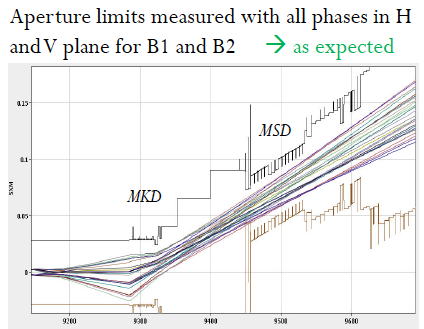 Aperture limits measured with all phases in H
and V plane for B1 and B2 → as expected
0.15
MSD
0.1
SX/M
MKD
0.05
0
9200 9300 9400 9500 9600